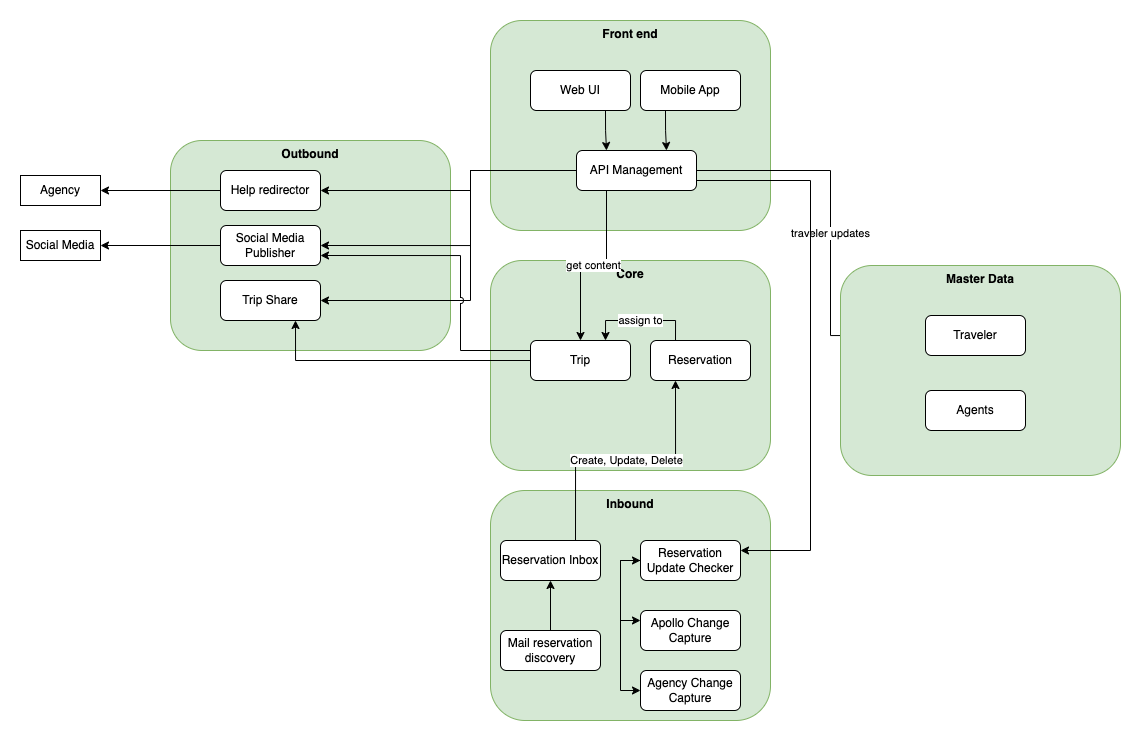 Front end
Web UI
Mobile App
API Management
Outbound
Help redirector
Agency
Social Media
Publisher
Social Media
Trip Share
traveler updates
get content
Core
assign to
Trip
Reservation
Master Data
Traveler
Agents
Create, Update, Delete
Inbound
Reservation Inbox
Reservation
Update Checker
Mail reservation
discovery
Apollo Change
Capture
Agency Change
Capture